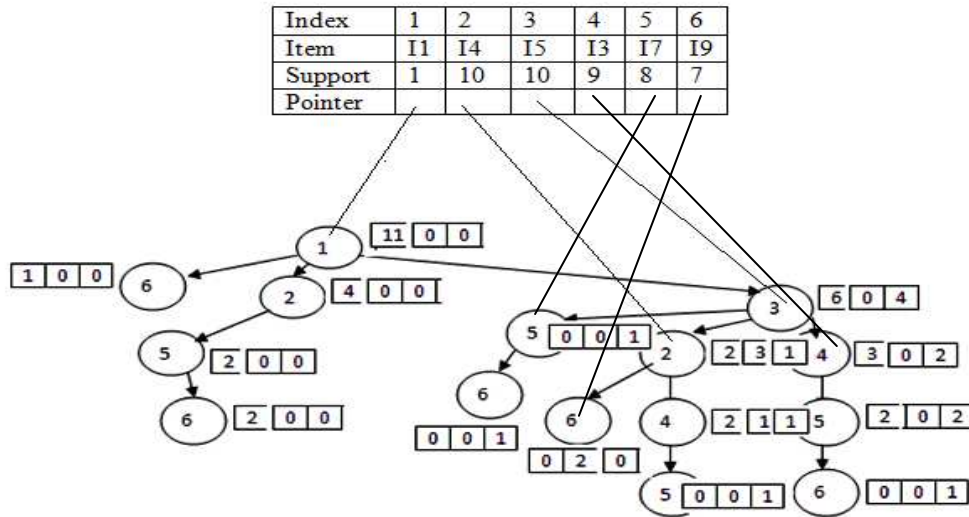 Index 1 2 3 4 5 6
Item I1 I4 I5 I3 I7 I9
Support 1 10 10 9 8 7
Pointer
1 11 0 0
1 0 0 6 2 4 0 0 3 6 0 4
5 2 0 0 5 0 0 1 2 2 3 1 4 3 0 2
6 2 0 0 6 0 0 1 6 0 2 0 4 2 1 1 5 2 0 2
5 0 0 1 6 0 0 1